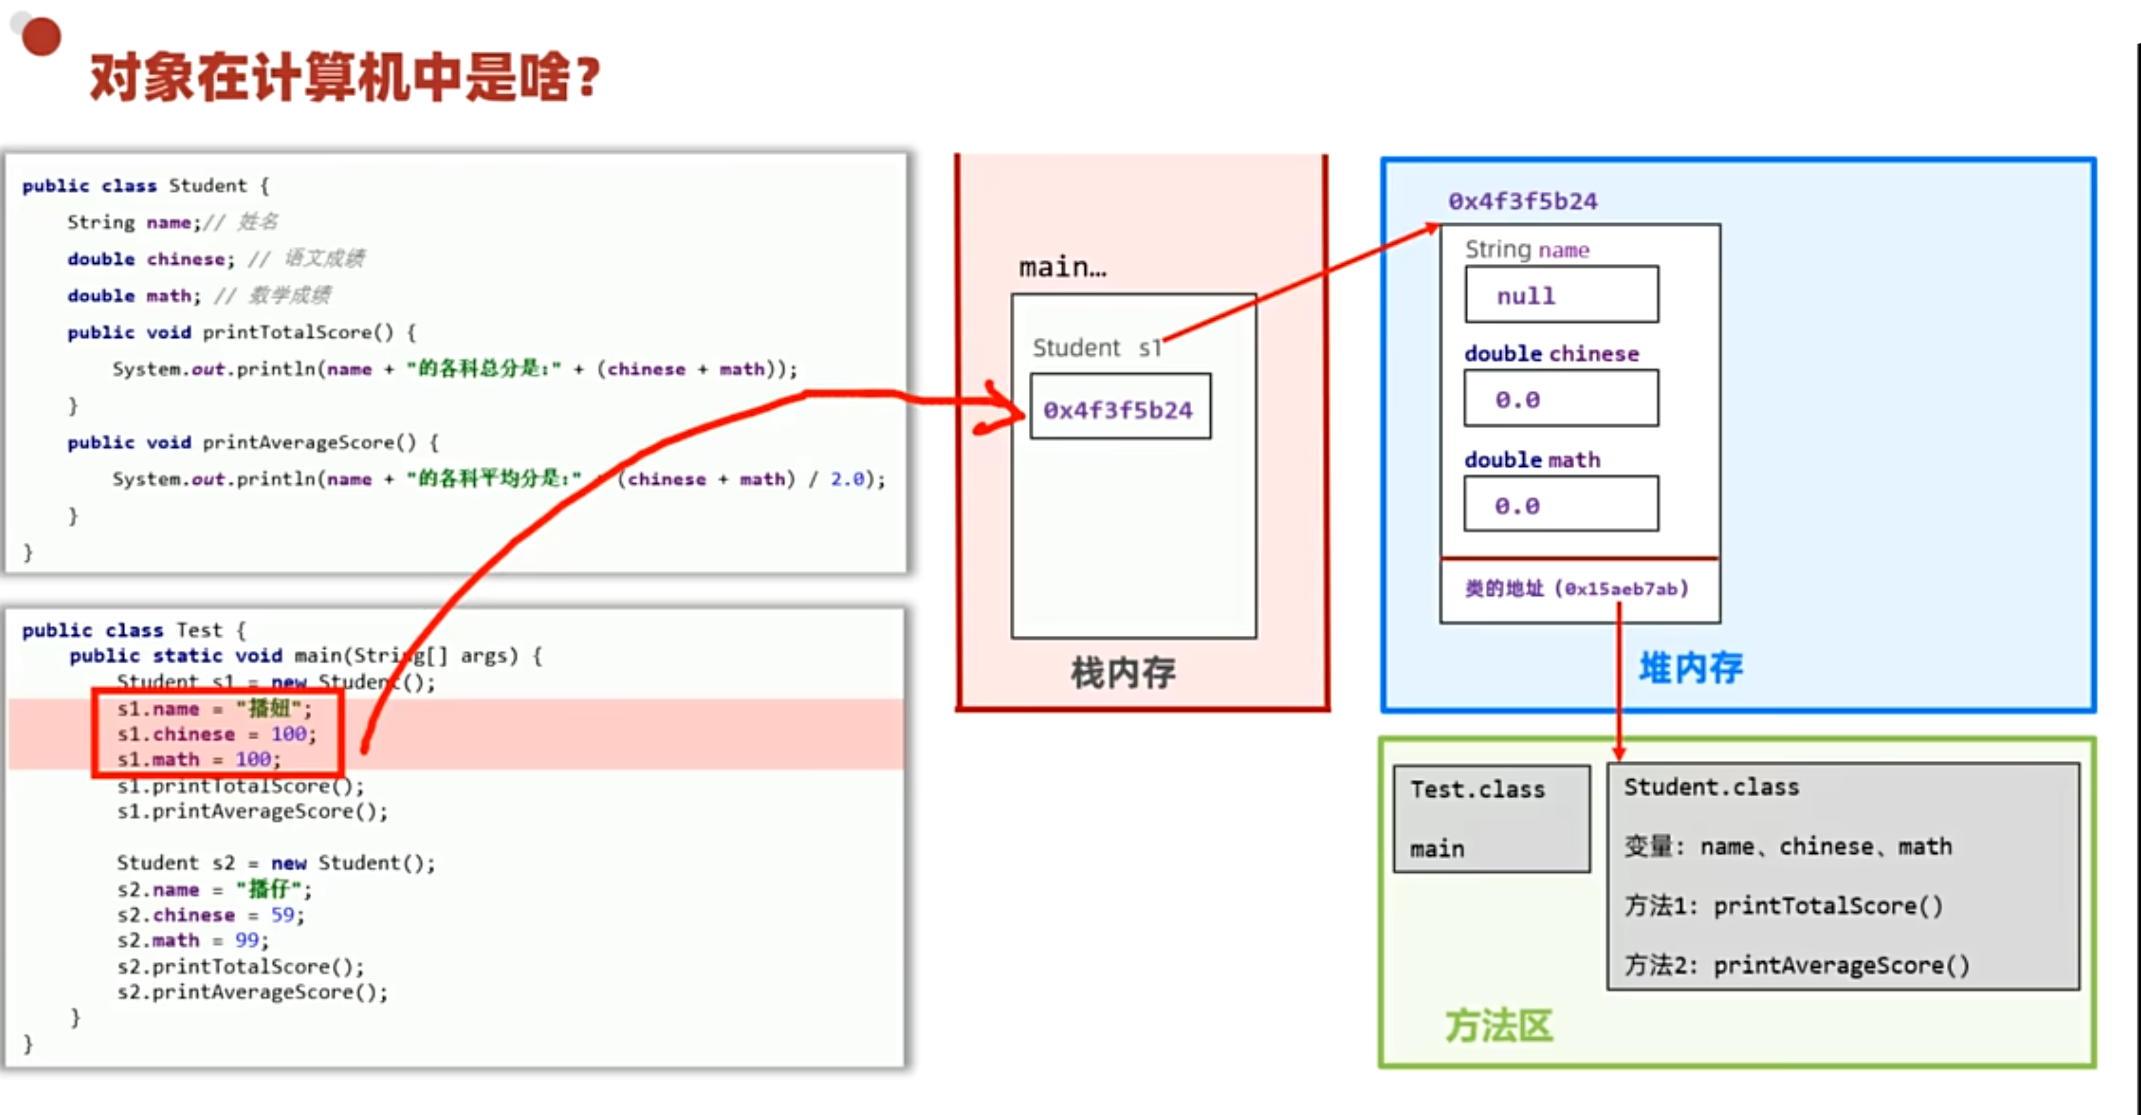 对象在计算机中是啥？
public class Student {
String name;// 姓名
double chinese; // 语文成绩
double math; // 数学成绩
public void printTotalScore() {
System.out.println(name + "的各科总分是:" + (chinese + math));
}
public void printAverageScore() {
System.out.println(name + "的各科平均分是:" + (chinese + math) / 2.0);
}
}
public class Test {
public static void main(String[] args) {
Student s1 = new Student();
s1.name = "播妞";
s1.chinese = 100;
s1.math = 100;
s1.printTotalScore();
s1.printAverageScore();
Student s2 = new Student();
s2.name = "播仔";
s2.chinese = 59;
s2.math = 99;
s2.printTotalScore();
s2.printAverageScore();
}
}
main…
Student s1
0x4f3f5b24
栈内存
0x4f3f5b24
String name
null
double chinese
0.0
double math
0.0
类的地址（0x15aeb7ab）
堆内存
Test.class
main
Student.class
变量：name、chinese、math
方法1：printTotalScore()
方法2：printAverageScore()
方法区